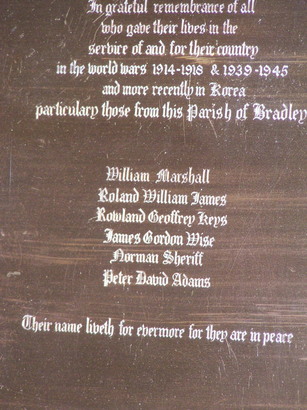 In grateful remembrance of all
who gave their lives in the
service of and for their country
in the world wars 1914-1918 & 1939-1945
and more recently in Korea
particulary those from this Parish of Bradley
William Marshall
Roland William James
Rowland Geoffrey Keys
James Gordon Wise
Norman Sheriff
Peter David Adams
Their name liveth for evermore for they are in peace